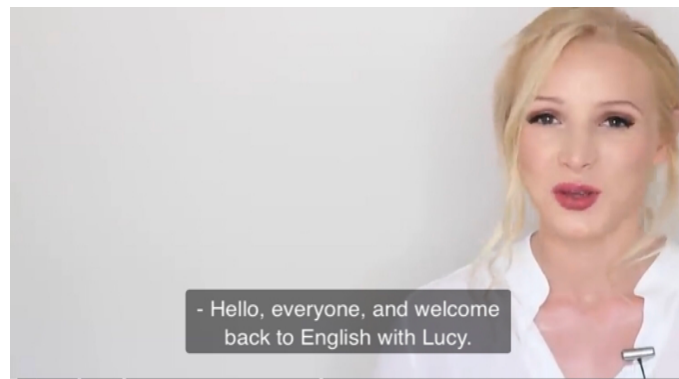 - Hello, everyone, and welcome
back to English with Lucy.